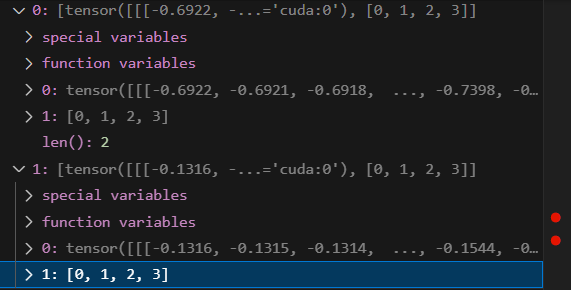 0: [tensor([[[-0.6922, -...='cuda:0'), [0, 1, 2, 3]]
special variables
function variables
0: tensor([[[-0.6922, -0.6921, -0.6918,  ..., -0.7398, -0…
1: [0, 1, 2, 3]
len(): 2
1: [tensor([[[-0.1316, -...='cuda:0'), [0, 1, 2, 3]]
special variables
function variables
0: tensor([[[-0.1316, -0.1315, -0.1314,  ..., -0.1544, -0…
1: [0, 1, 2, 3]